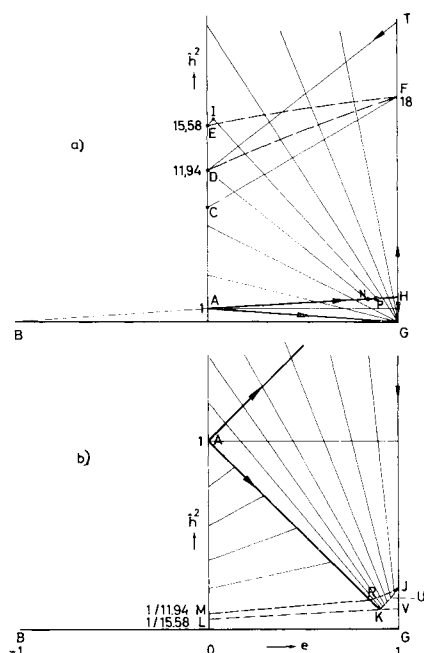 T
ĥ²
F
18
I
15,58 E
a)
11,94 D
C
N
P
H
A
1
B
G
1 A
b)
ĥ²
R
J
U
1/11.94 M
K
V
1/15.58 L
B
G
-1
0
e
1